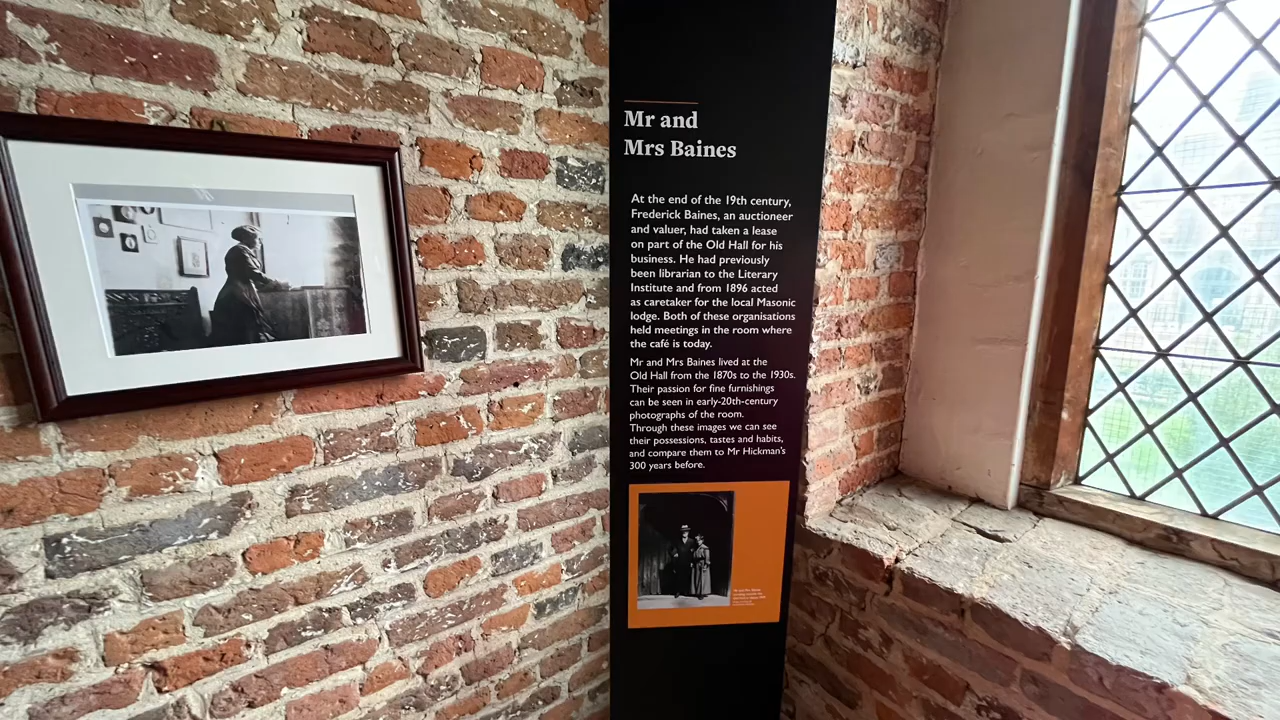 Mr and
Mrs Baines
At the end of the 19th century,
Frederick Baines, an auctioneer
and valuer, had taken a lease
on part of the Old Hall for his
business. He had previously
been librarian to the Literary
Institute and from 1896 acted
as caretaker for the local Masonic
lodge. Both of these organisations
held meetings in the room where
the café is today.
Mr and Mrs Baines lived at the
Old Hall from the 1870s to the 1930s.
Their passion for fine furnishings
can be seen in early-20th-century
photographs of the room.
Through these images we can see
their possessions, tastes and habits,
and compare them to Mr Hickman's
300 years before.